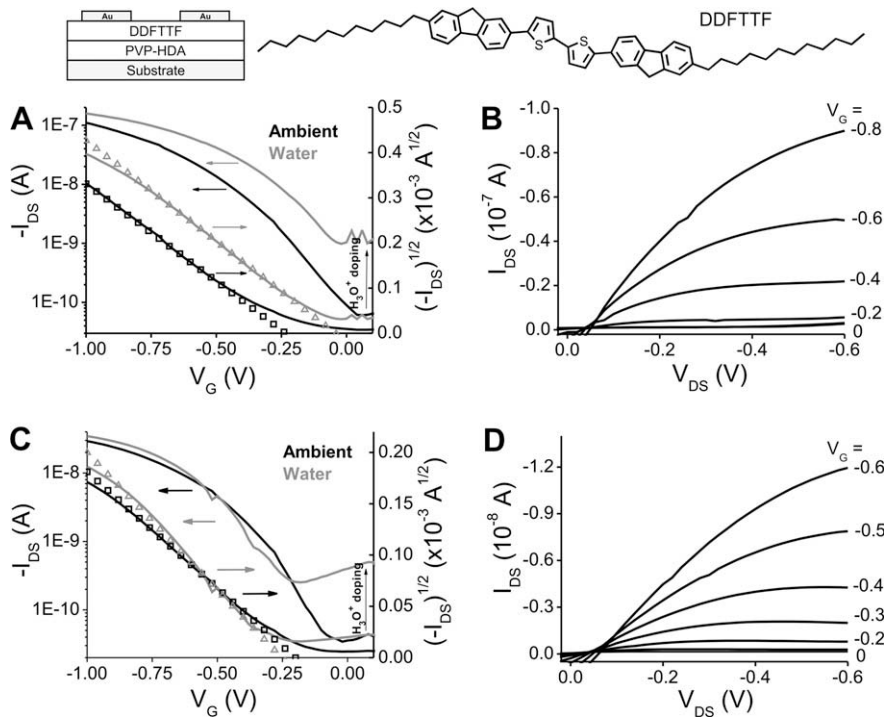 Au Au
DDFTTF
PVP-HDA
Substrate
S
S
DDFTTF
A
Ambient
Water
-I_DS (A)
1E-7
1E-8
1E-9
1E-10
(-I_DS)^1/2 (x10^-3 A^1/2)
0.5
0.4
0.3
0.2
0.1
0.0
H3O+ doping
-1.00 -0.75 -0.50 -0.25 0.00
V_G (V)
B
V_G =
-0.8
-0.6
-0.4
-0.2
0
I_DS (10^-7 A)
-1.0
-0.8
-0.6
-0.4
-0.2
0.0
0.0 -0.2 -0.4 -0.6
V_DS (V)
C
Ambient
Water
-I_DS (A)
1E-8
1E-9
1E-10
(-I_DS)^1/2 (x10^-3 A^1/2)
0.20
0.15
0.10
0.05
0.00
H3O+ doping
-1.00 -0.75 -0.50 -0.25 0.00
V_G (V)
D
V_G =
-0.6
-0.5
-0.4
-0.3
-0.2
0
I_DS (10^-8 A)
-1.2
-0.9
-0.6
-0.3
0.0
0.0 -0.2 -0.4 -0.6
V_DS (V)